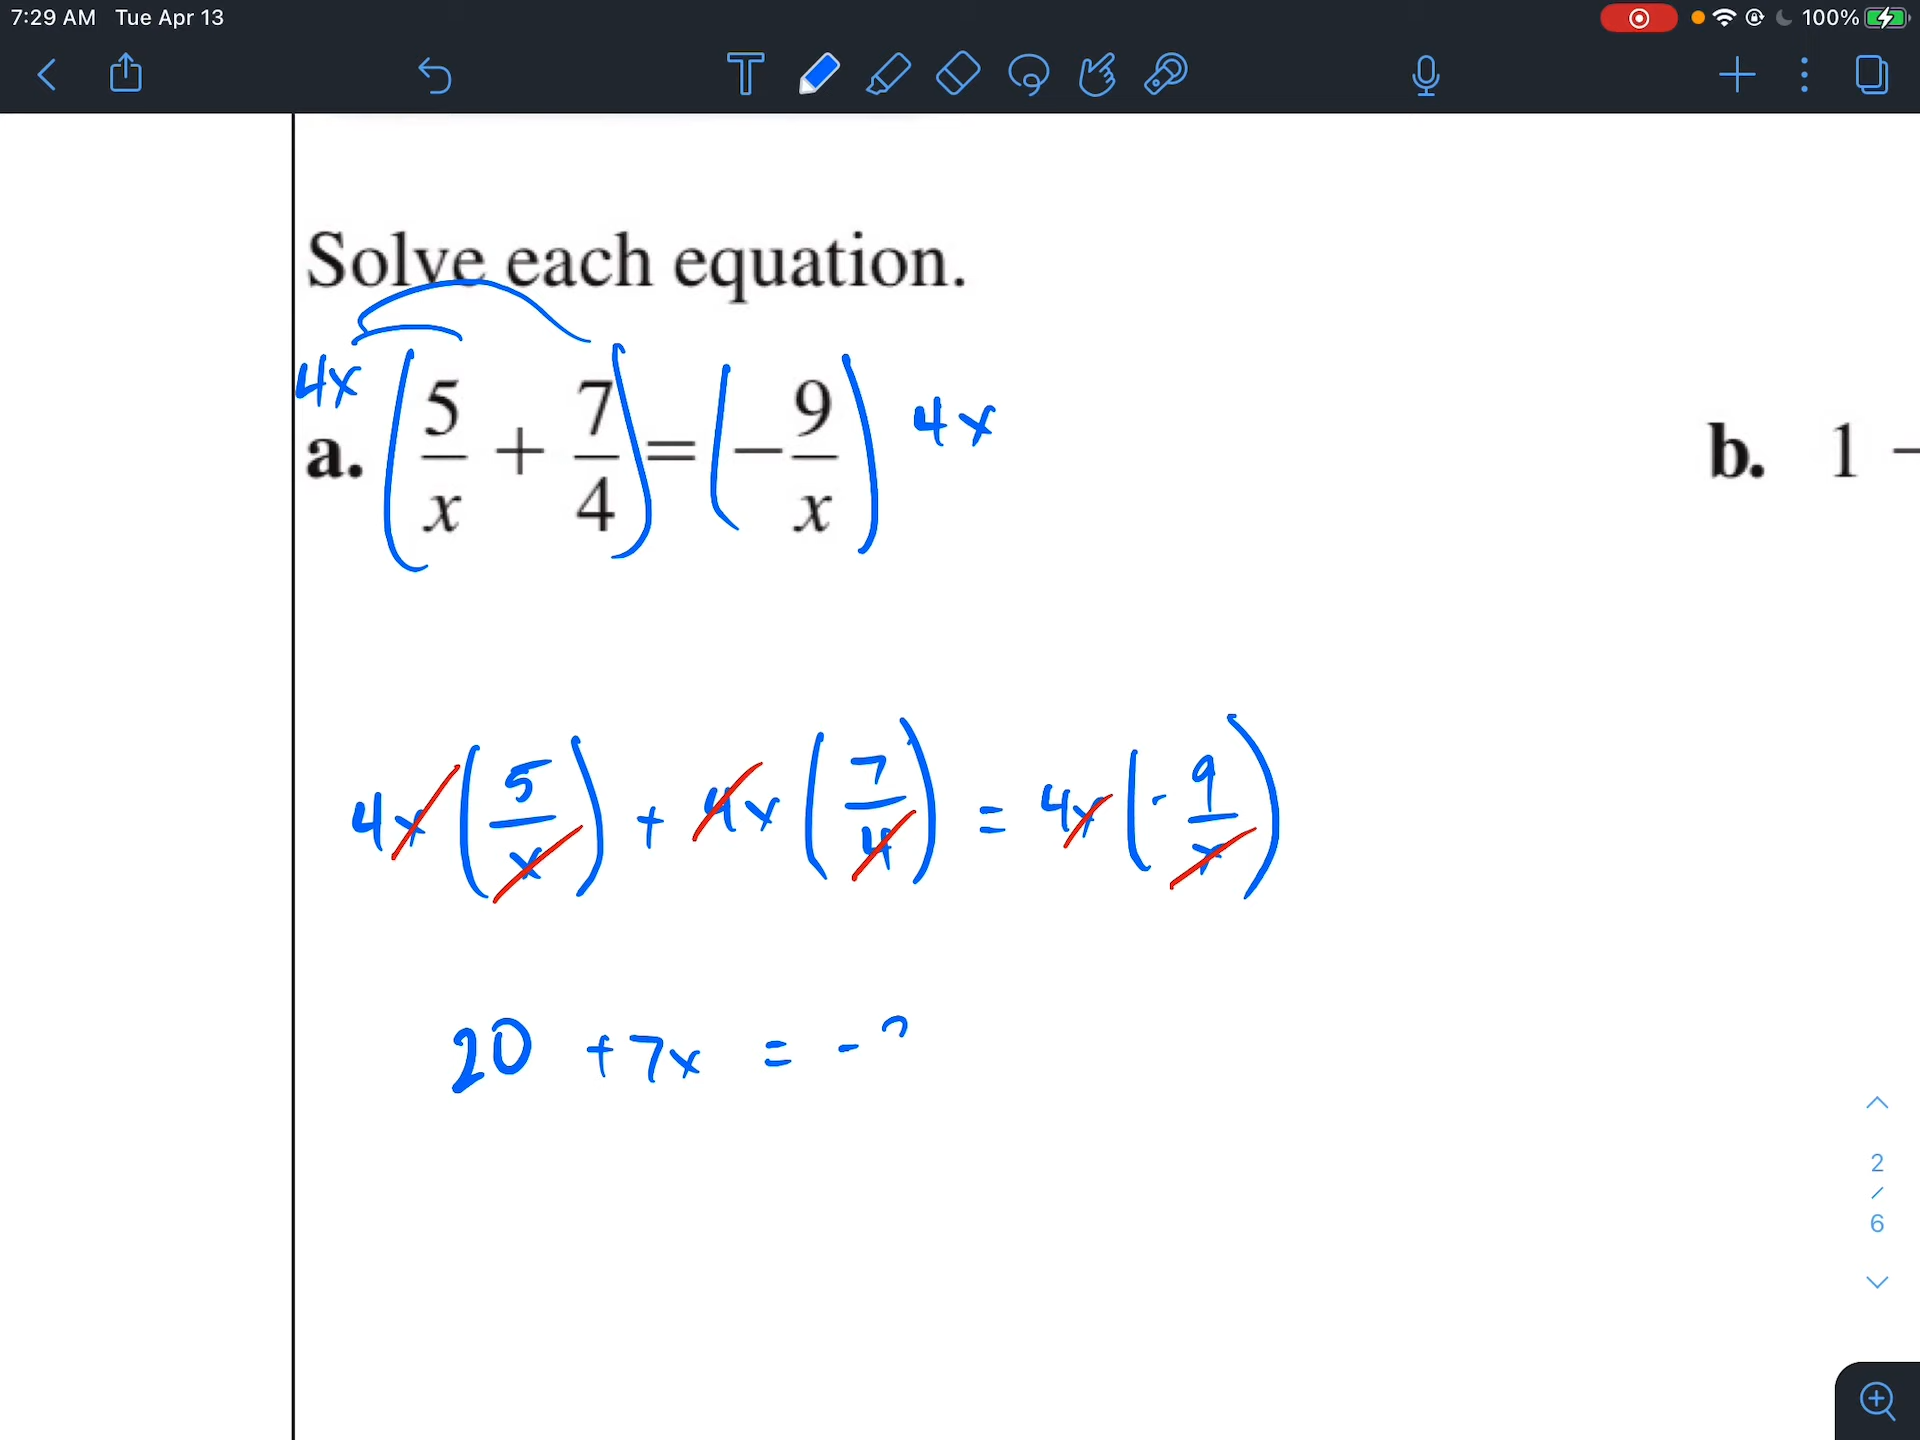 7:29 AM Tue Apr 13 100%
T
Solve each equation.
4x
a. (5/x + 7/4) = (-9/x) 4x
b. 1 -
4x(5/x) + 4x(7/4) = 4x(-9/x)
20 + 7x = -
2
/
6